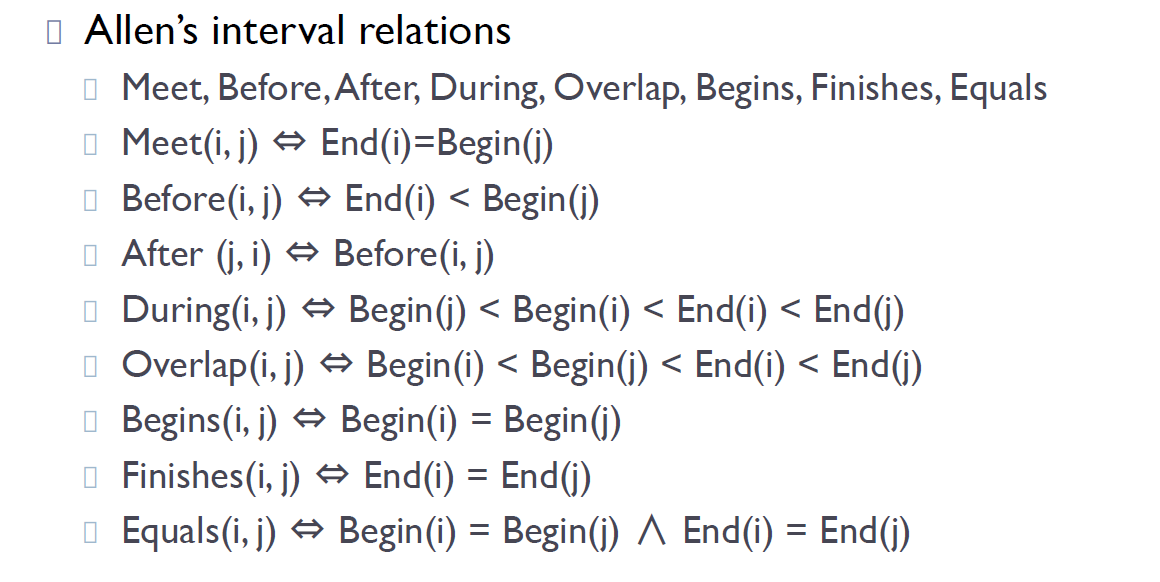 Allen's interval relations
Meet, Before, After, During, Overlap, Begins, Finishes, Equals
Meet(i, j) ⇔ End(i)=Begin(j)
Before(i, j) ⇔ End(i) < Begin(j)
After (j, i) ⇔ Before(i, j)
During(i, j) ⇔ Begin(j) < Begin(i) < End(i) < End(j)
Overlap(i, j) ⇔ Begin(i) < Begin(j) < End(i) < End(j)
Begins(i, j) ⇔ Begin(i) = Begin(j)
Finishes(i, j) ⇔ End(i) = End(j)
Equals(i, j) ⇔ Begin(i) = Begin(j) ∧ End(i) = End(j)